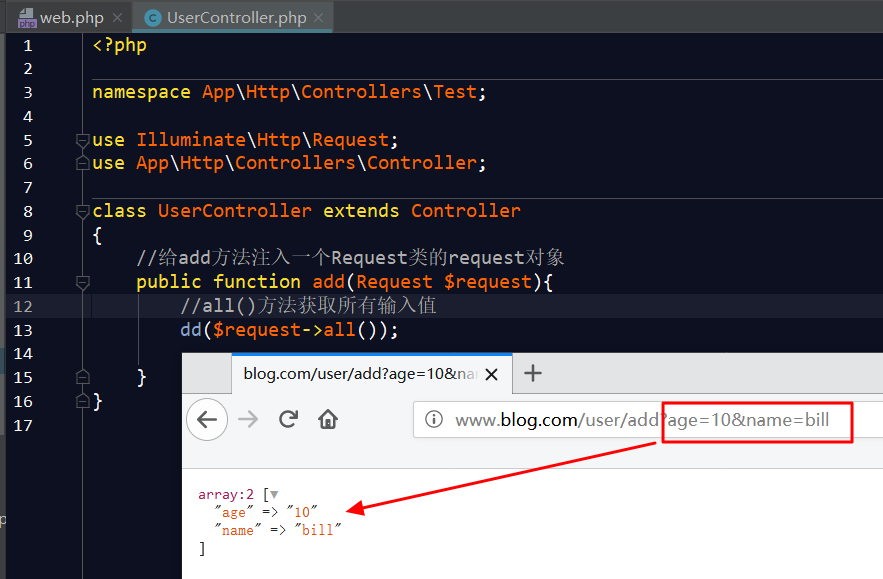 web.php
UserController.php
1 <?php
2
3 namespace App\Http\Controllers\Test;
4
5 use Illuminate\Http\Request;
6 use App\Http\Controllers\Controller;
7
8 class UserController extends Controller
9 {
10 //给add方法注入一个Request类的request对象
11 public function add(Request $request){
12 //all()方法获取所有输入值
13 dd($request->all());
14
15 }
16 }
17
blog.com/user/add?age=10&na
www.blog.com/user/add?age=10&name=bill
array:2 [▼
"age" => "10"
"name" => "bill"
]